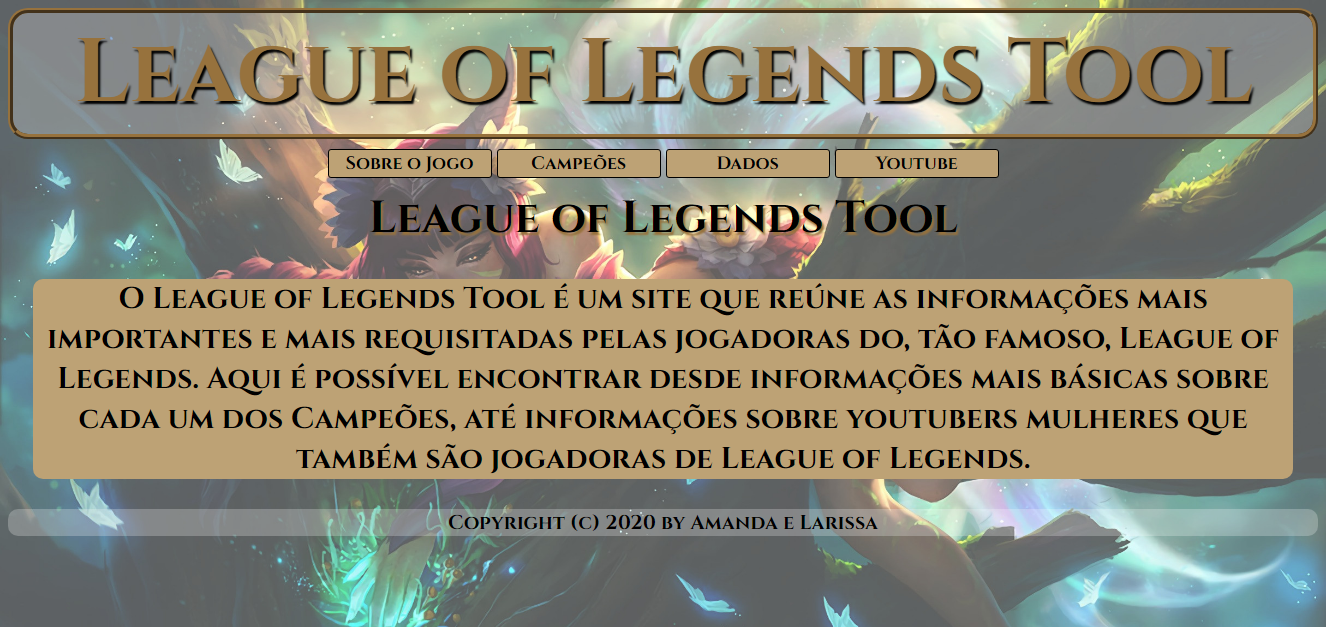 League of Legends Tool
Sobre o Jogo
Campeões
Dados
Youtube
League of Legends Tool
O League of Legends Tool é um site que reúne as informações mais
importantes e mais requisitadas pelas jogadoras do, tão famoso, League of
Legends. Aqui é possível encontrar desde informações mais básicas sobre
cada um dos Campeões, até informações sobre youtubers mulheres que
também são jogadoras de League of Legends.
Copyright (c) 2020 by Amanda e Larissa